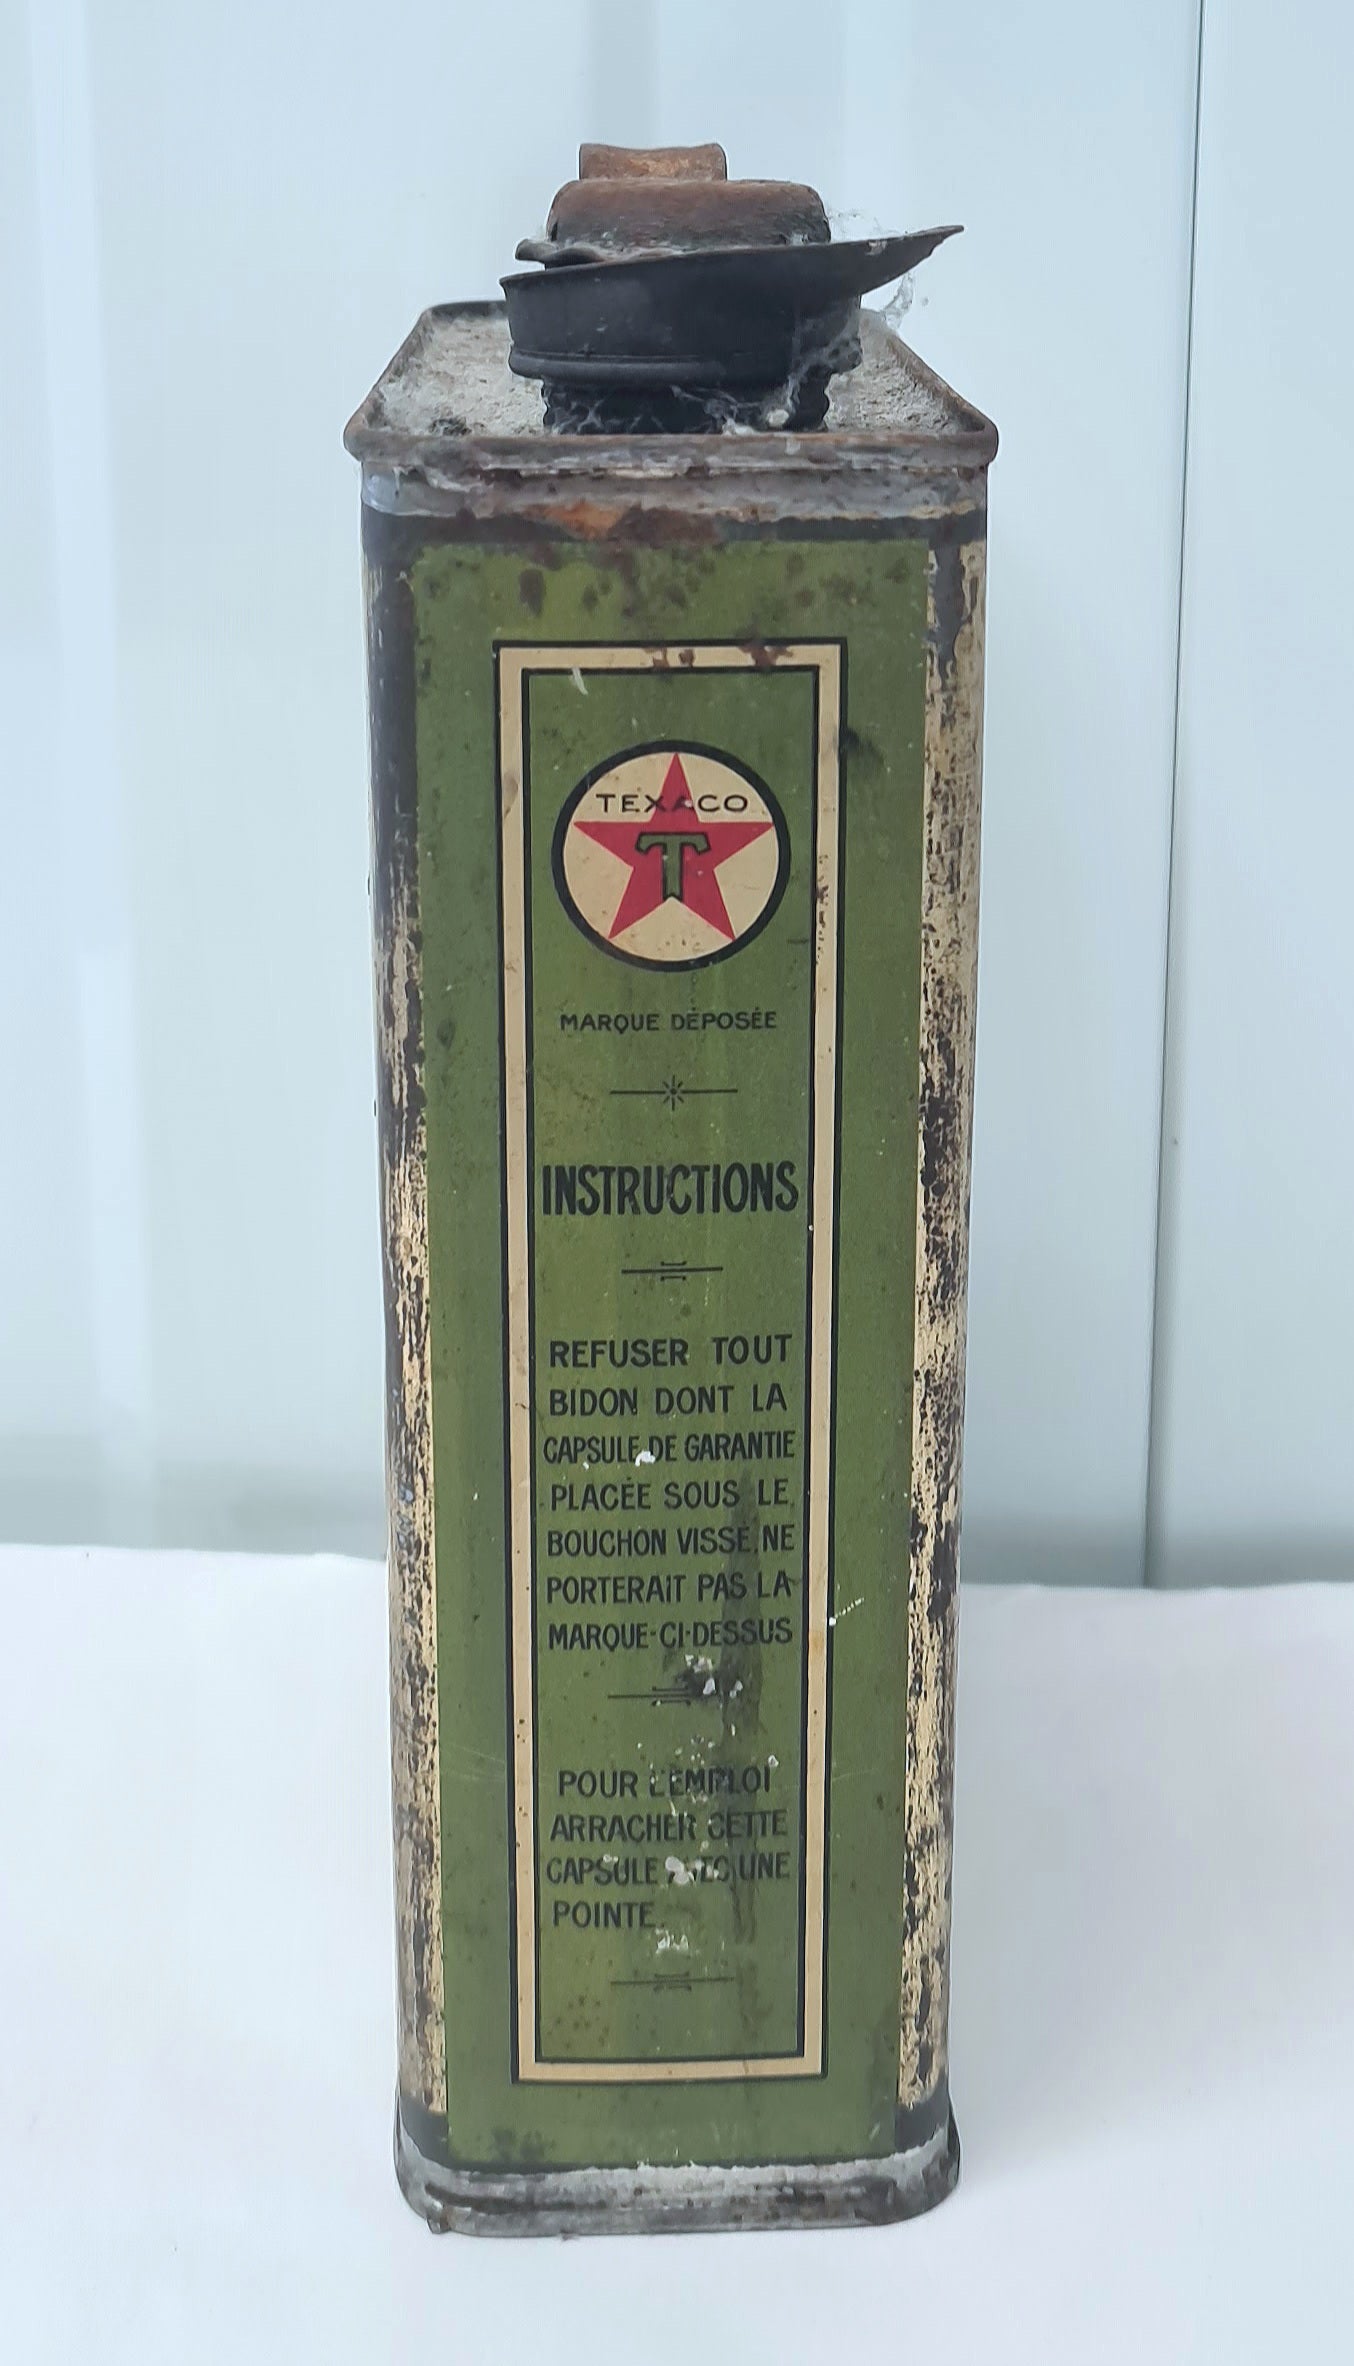 TEXACO
T
MARQUE DÉPOSÉE
INSTRUCTIONS
REFUSER TOUT
BIDON DONT LA
CAPSULE DE GARANTIE
PLACÉE SOUS LE
BOUCHON VISSÉ, NE
PORTERAIT PAS LA
MARQUE-CI-DESSUS
POUR L'EMPLOI
ARRACHER CETTE
CAPSULE AVEC UNE
POINTE.